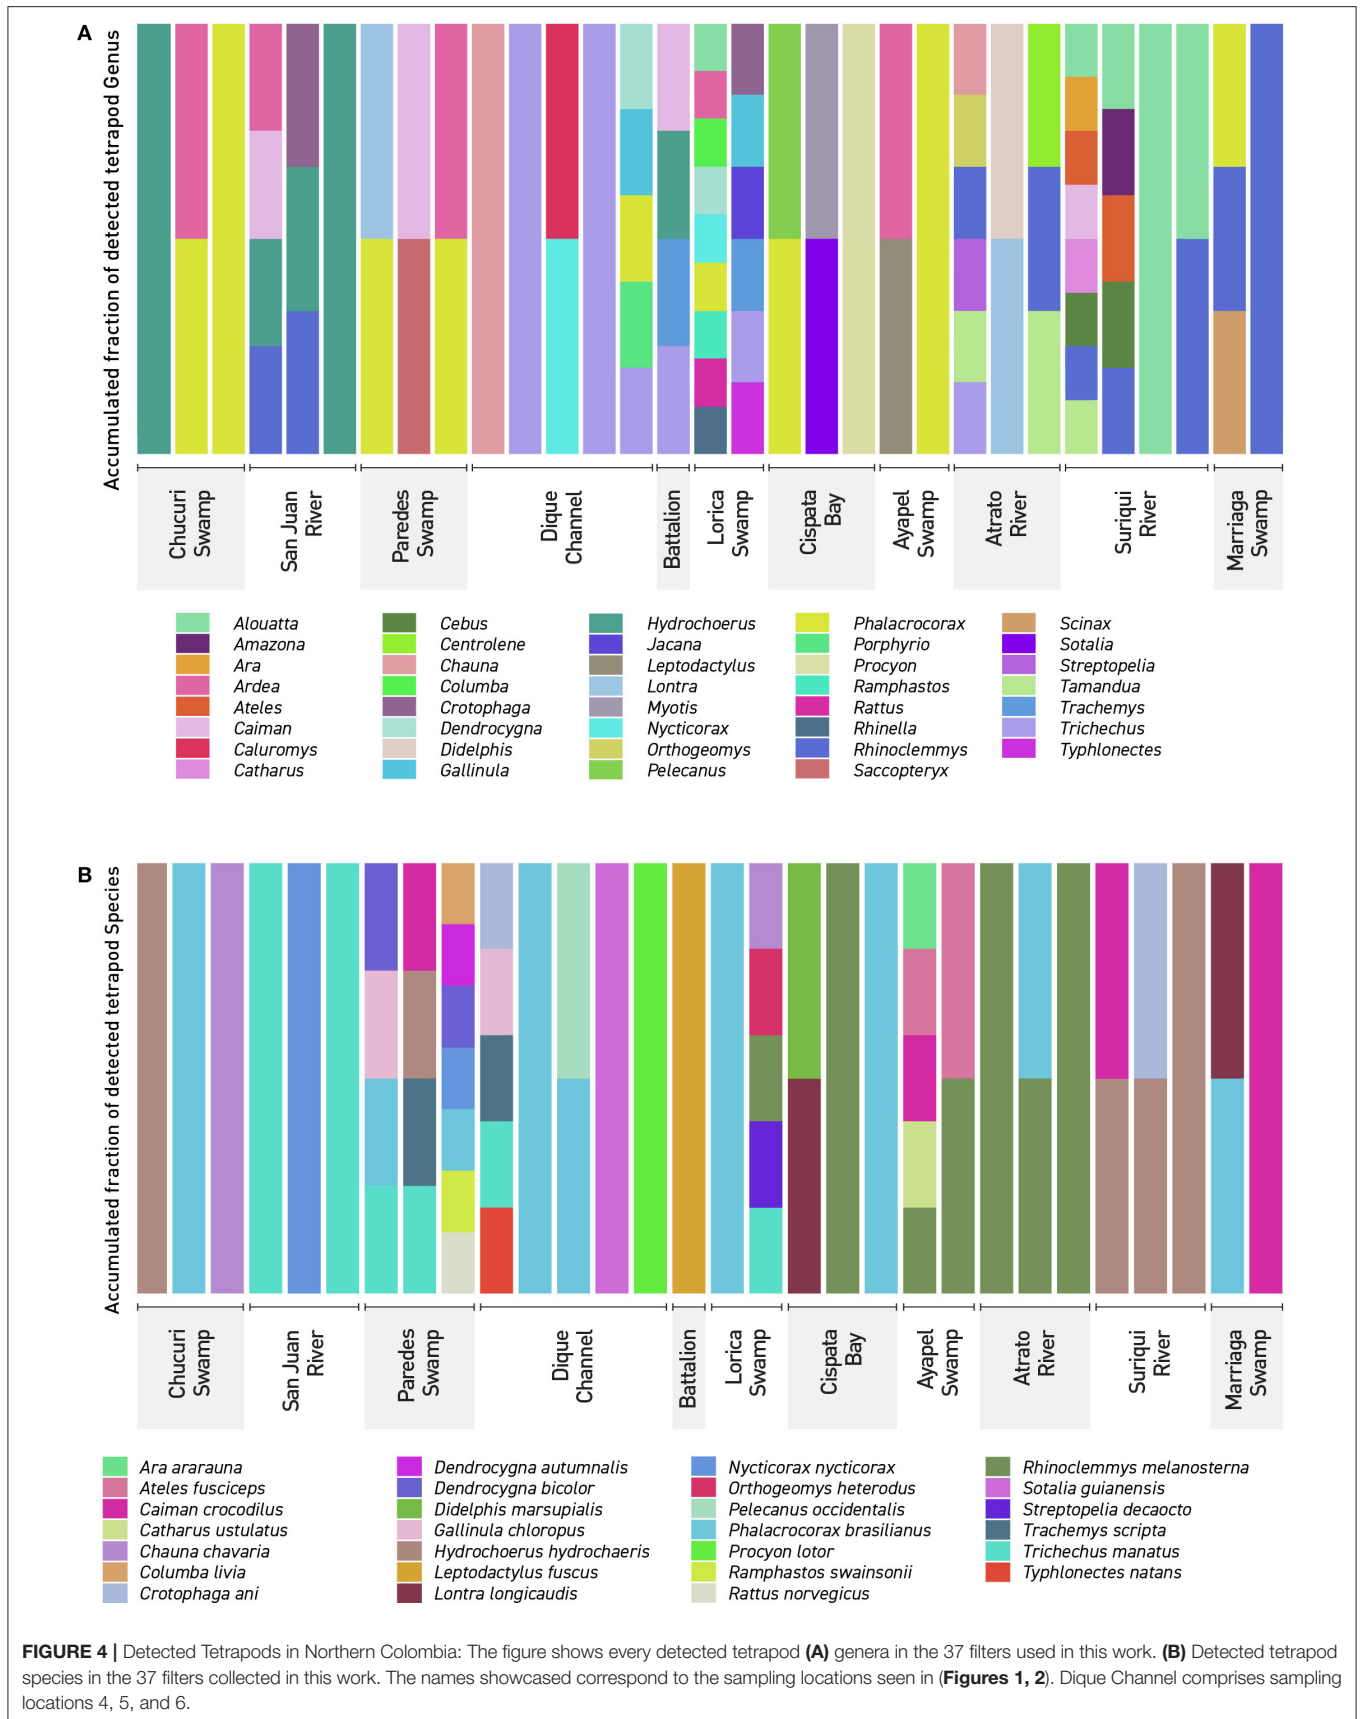 A
Accumulated fraction of detected tetrapod Genus
Chucuri
Swamp
San Juan
River
Paredes
Swamp
Dique
Channel
Battalion
Lorica
Swamp
Cispata
Bay
Ayapel
Swamp
Atrato
River
Suriqui
River
Marriaga
Swamp
Alouatta
Amazona
Ara
Ardea
Ateles
Caiman
Caluromys
Catharus
Cebus
Centrolene
Chauna
Columba
Crotophaga
Dendrocygna
Didelphis
Gallinula
Hydrochoerus
Jacana
Leptodactylus
Lontra
Myotis
Nycticorax
Orthogeomys
Pelecanus
Phalacrocorax
Porphyrio
Procyon
Ramphastos
Rattus
Rhinella
Rhinoclemmys
Saccopteryx
Scinax
Sotalia
Streptopelia
Tamandua
Trachemys
Trichechus
Typhlonectes
B
Accumulated fraction of detected tetrapod Species
Chucuri
Swamp
San Juan
River
Paredes
Swamp
Dique
Channel
Battalion
Lorica
Swamp
Cispata
Bay
Ayapel
Swamp
Atrato
River
Suriqui
River
Marriaga
Swamp
Ara ararauna
Ateles fusciceps
Caiman crocodilus
Catharus ustulatus
Chauna chavaria
Columba livia
Crotophaga ani
Dendrocygna autumnalis
Dendrocygna bicolor
Didelphis marsupialis
Gallinula chloropus
Hydrochoerus hydrochaeris
Leptodactylus fuscus
Lontra longicaudis
Nycticorax nycticorax
Orthogeomys heterodus
Pelecanus occidentalis
Phalacrocorax brasilianus
Procyon lotor
Ramphastos swainsonii
Rattus norvegicus
Rhinoclemmys melanosterna
Sotalia guianensis
Streptopelia decaocto
Trachemys scripta
Trichechus manatus
Typhlonectes natans
FIGURE 4 | Detected Tetrapods in Northern Colombia: The figure shows every detected tetrapod (A) genera in the 37 filters used in this work. (B) Detected tetrapod
species in the 37 filters collected in this work. The names showcased correspond to the sampling locations seen in (Figures 1, 2). Dique Channel comprises sampling
locations 4, 5, and 6.